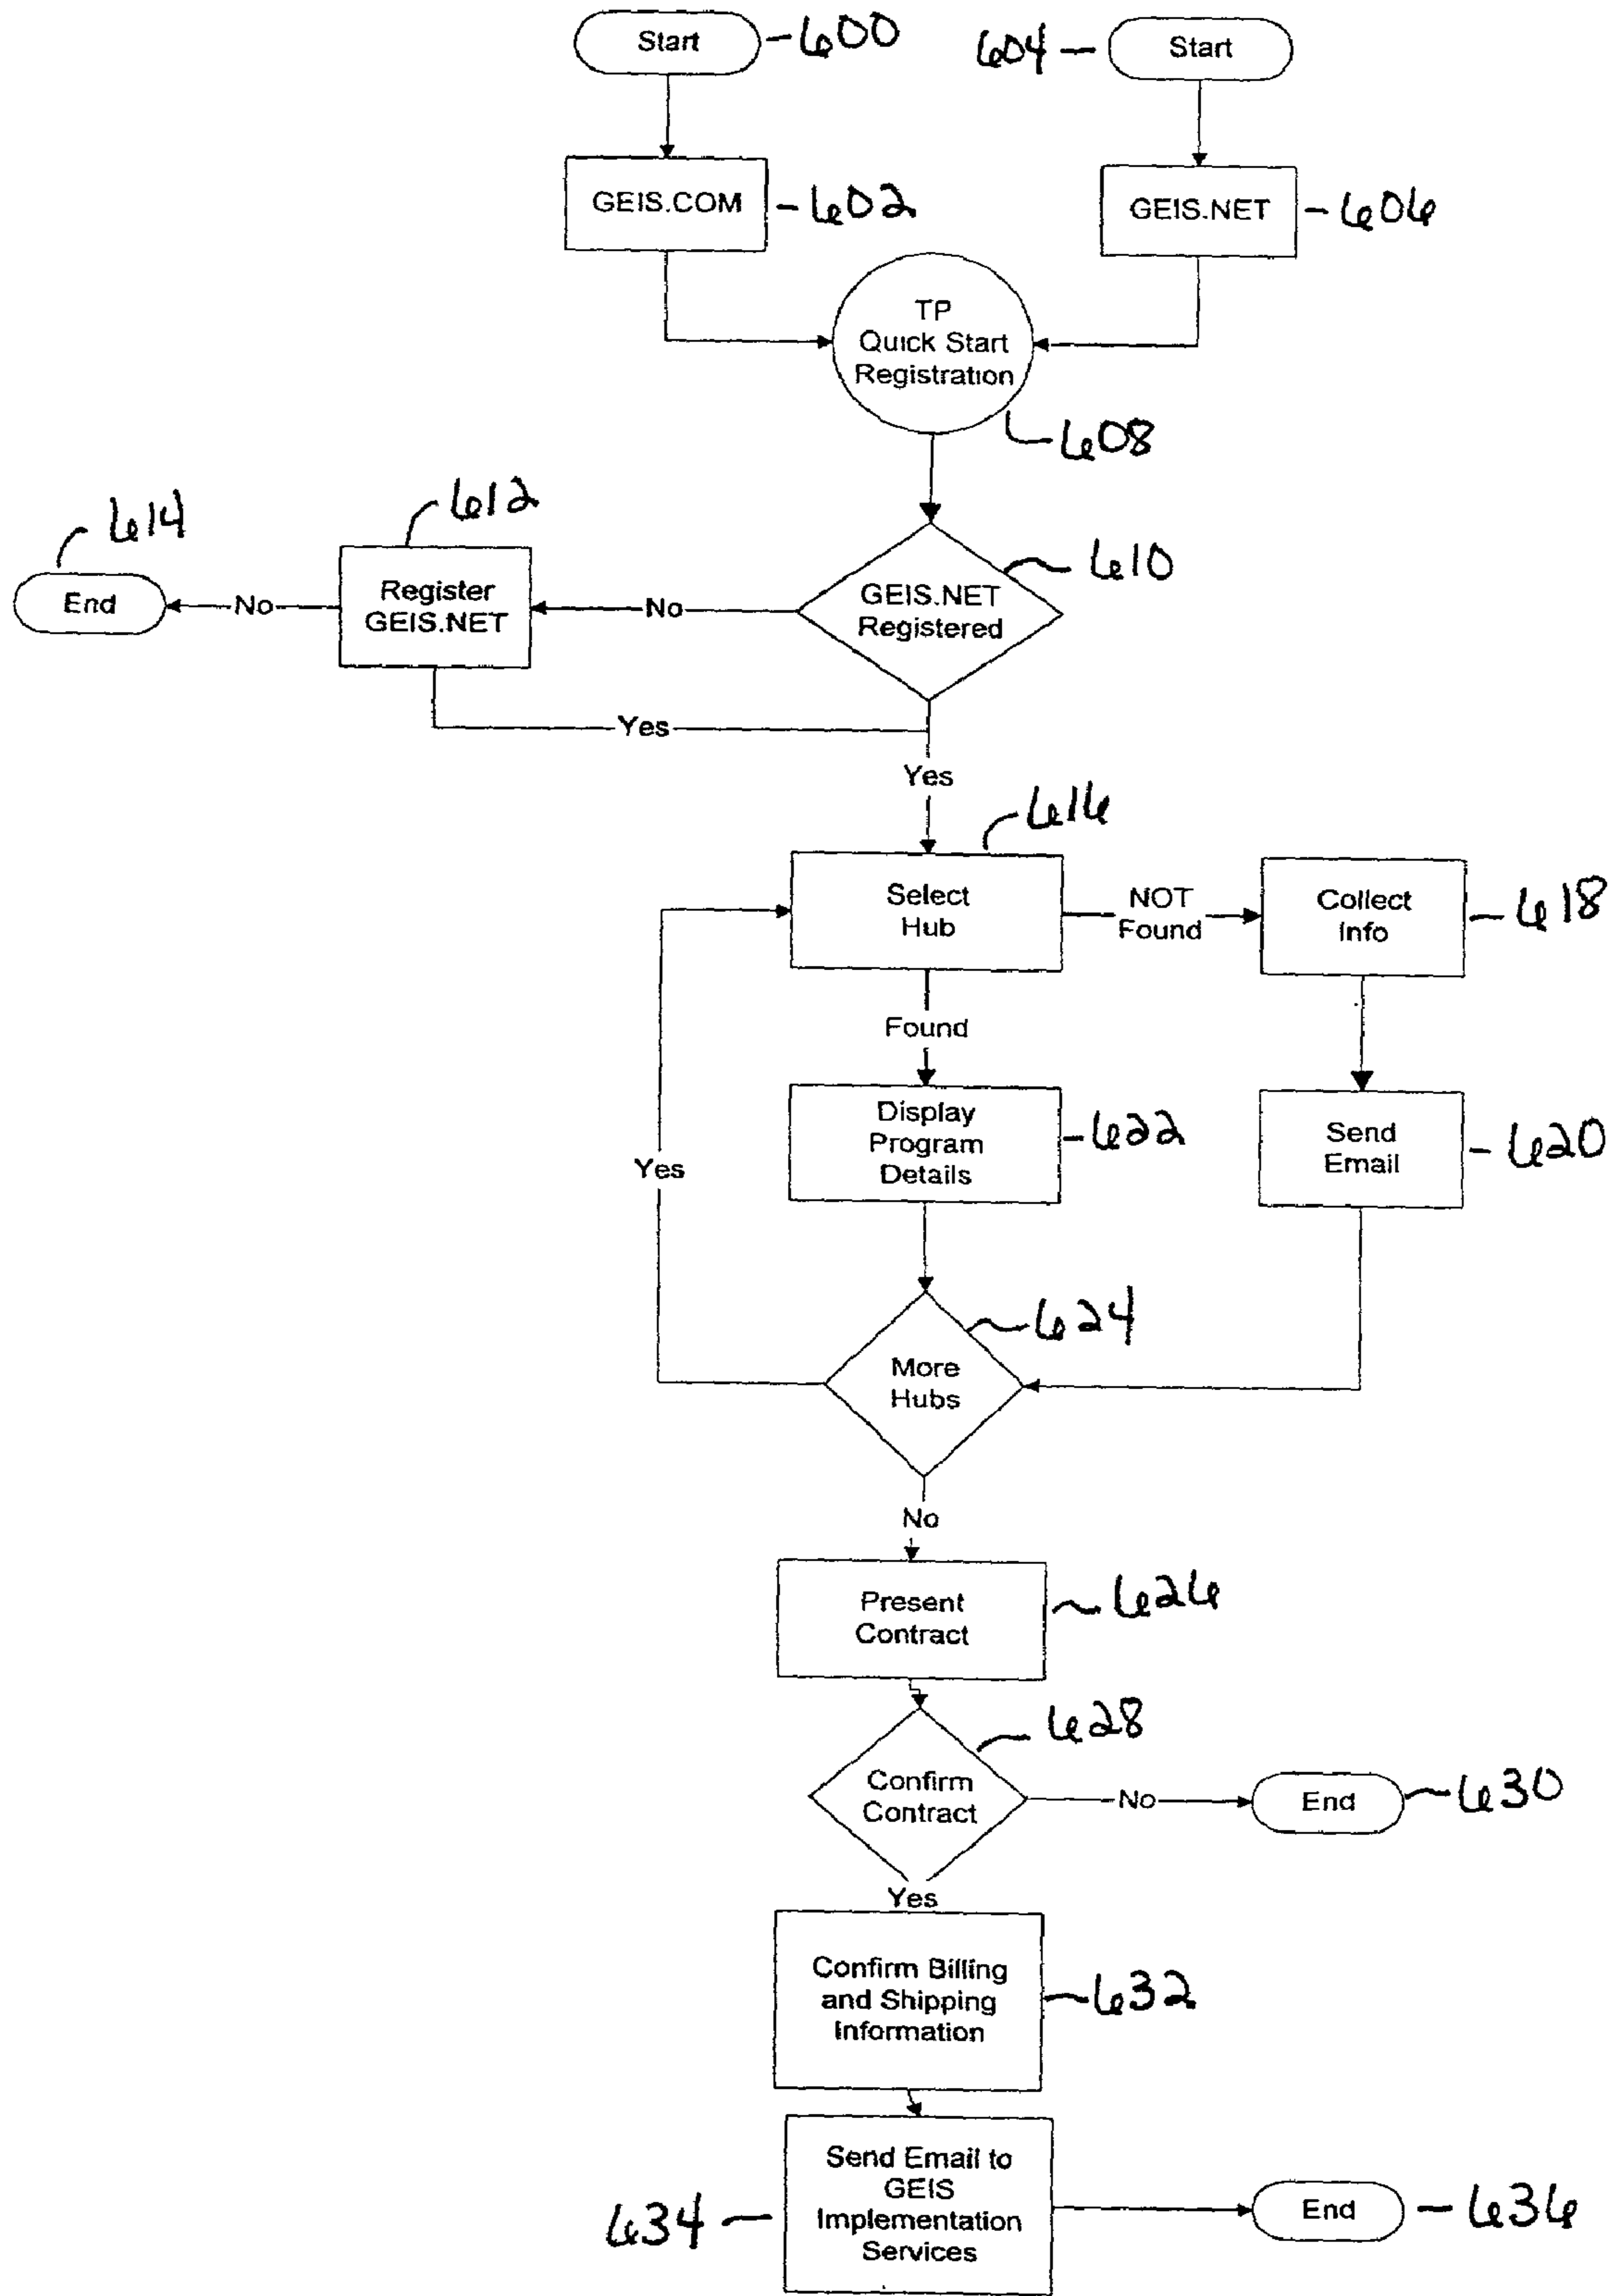 Start
600
604
Start
GEIS.COM
602
GEIS.NET
606
TP
Quick Start
Registration
608
614
612
610
End
No
Register
GEIS.NET
No
GEIS.NET
Registered
Yes
Yes
616
Select
Hub
NOT
Found
Collect
Info
618
Found
Display
Program
Details
622
Send
Email
620
Yes
624
More
Hubs
No
Present
Contract
626
628
Confirm
Contract
No
End
630
Yes
Confirm Billing
and Shipping
Information
632
634
Send Email to
GEIS
Implementation
Services
End
636